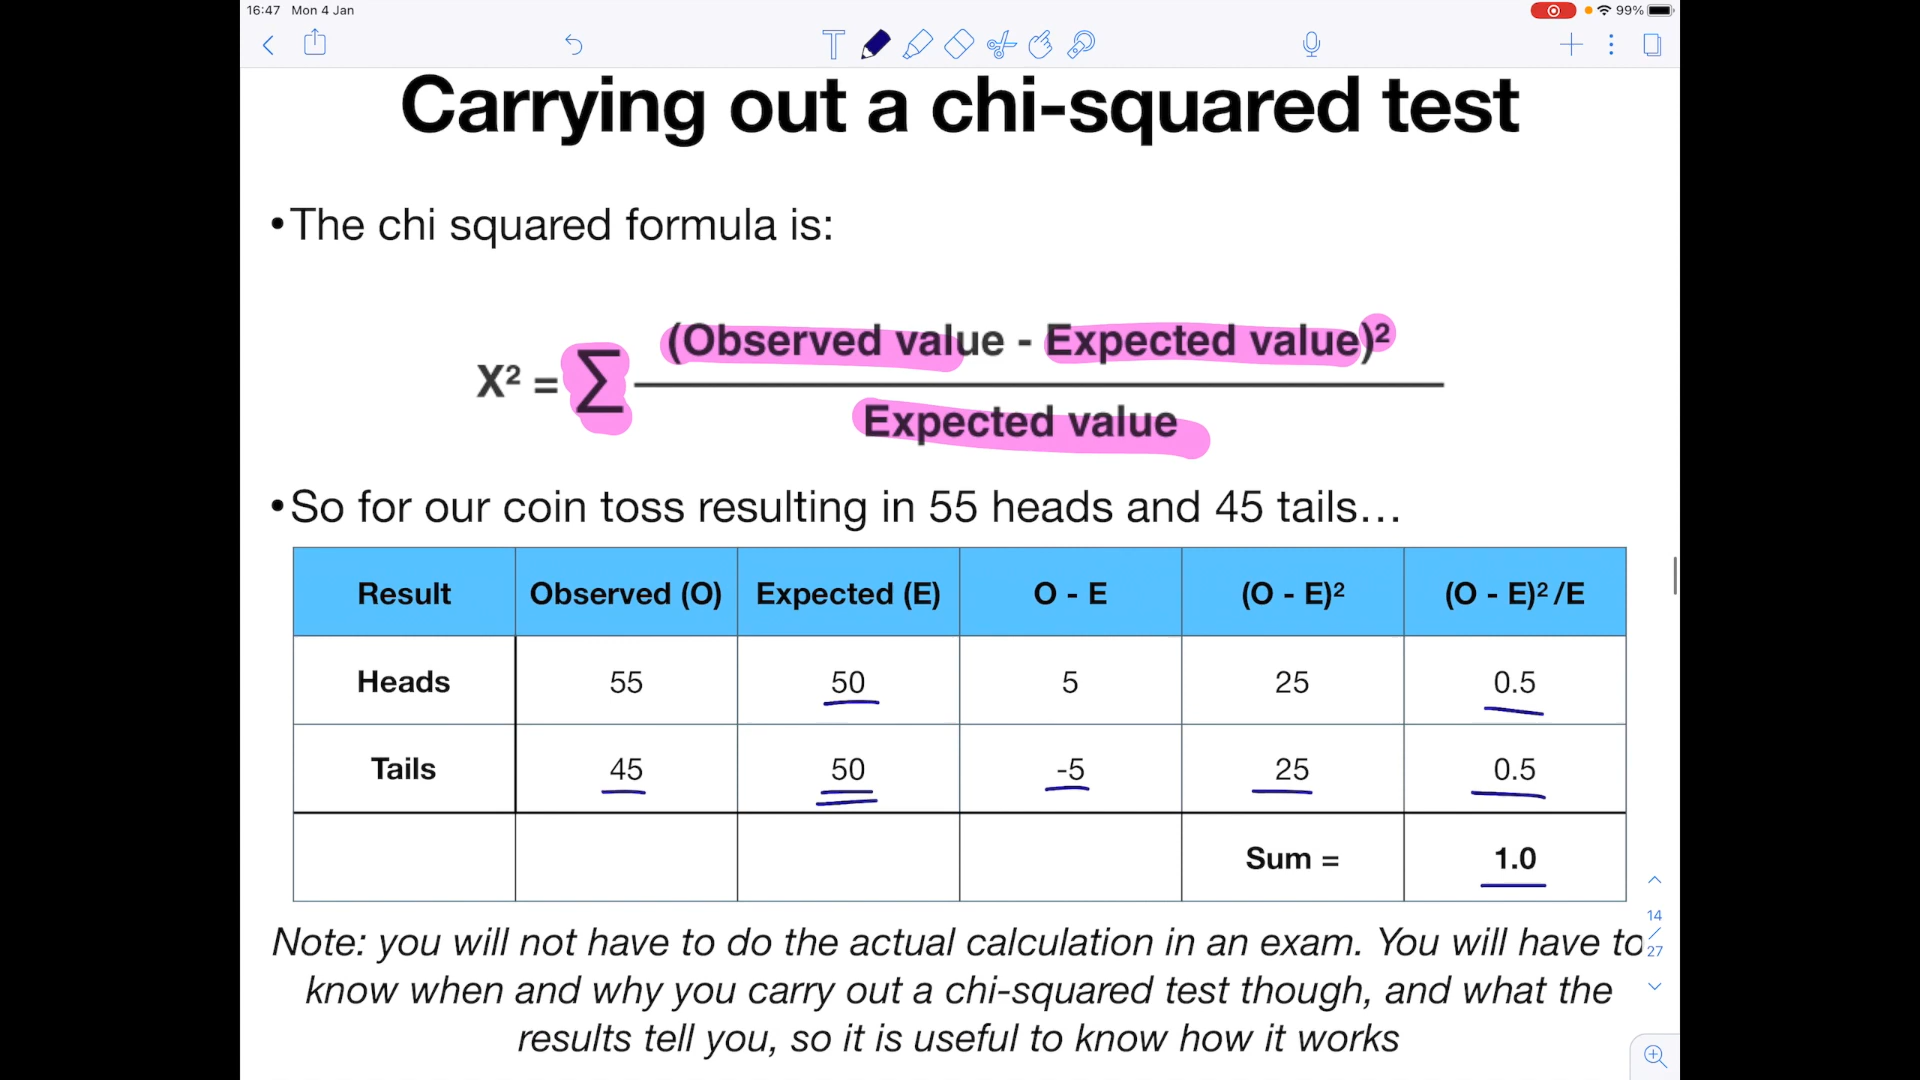 16:47 Mon 4 Jan
99%
T
Carrying out a chi-squared test
•The chi squared formula is:
X² = ∑ (Observed value - Expected value)²
Expected value
•So for our coin toss resulting in 55 heads and 45 tails…
Result Observed (O) Expected (E) O - E (O - E)² (O - E)²/E
Heads 55 50 5 25 0.5
Tails 45 50 -5 25 0.5
Sum = 1.0
Note: you will not have to do the actual calculation in an exam. You will have to
know when and why you carry out a chi-squared test though, and what the
results tell you, so it is useful to know how it works
14
/
27